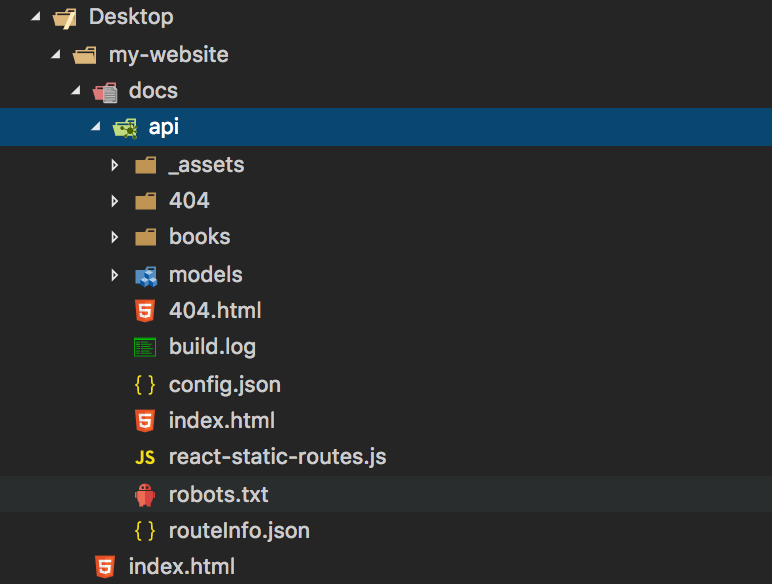 Desktop
my-website
docs
api
_assets
404
books
models
404.html
build.log
{ } config.json
index.html
JS react-static-routes.js
robots.txt
{ } routeInfo.json
index.html